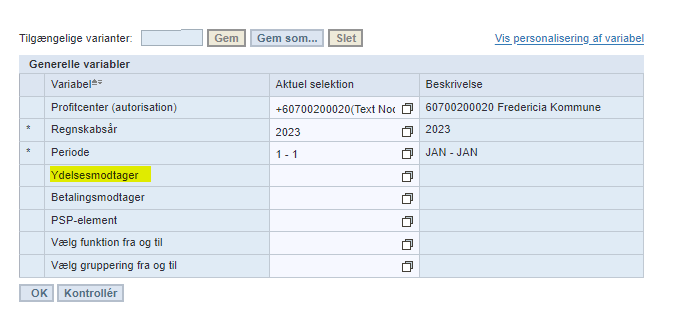 Tilgængelige varianter: Gem Gem som... Slet Vis personalisering af variabel
Generelle variabler
Variabel Aktuel selektion Beskrivelse
Profitcenter (autorisation) +60700200020(Text Noc 60700200020 Fredericia Kommune
* Regnskabsår 2023 2023
* Periode 1 - 1 JAN - JAN
Ydelsesmodtager
Betalingsmodtager
PSP-element
Vælg funktion fra og til
Vælg gruppering fra og til
OK Kontrollér